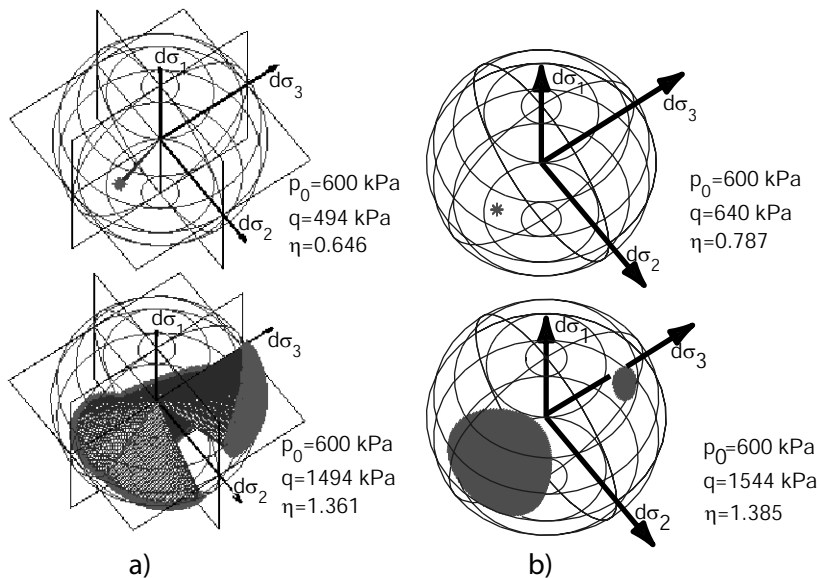 dσ1
dσ3
dσ2
p0=600 kPa
q=494 kPa
η=0.646
dσ1
dσ3
dσ2
p0=600 kPa
q=640 kPa
η=0.787
dσ1
dσ3
dσ2
p0=600 kPa
q=1494 kPa
η=1.361
dσ1
dσ3
dσ2
p0=600 kPa
q=1544 kPa
η=1.385
a)
b)